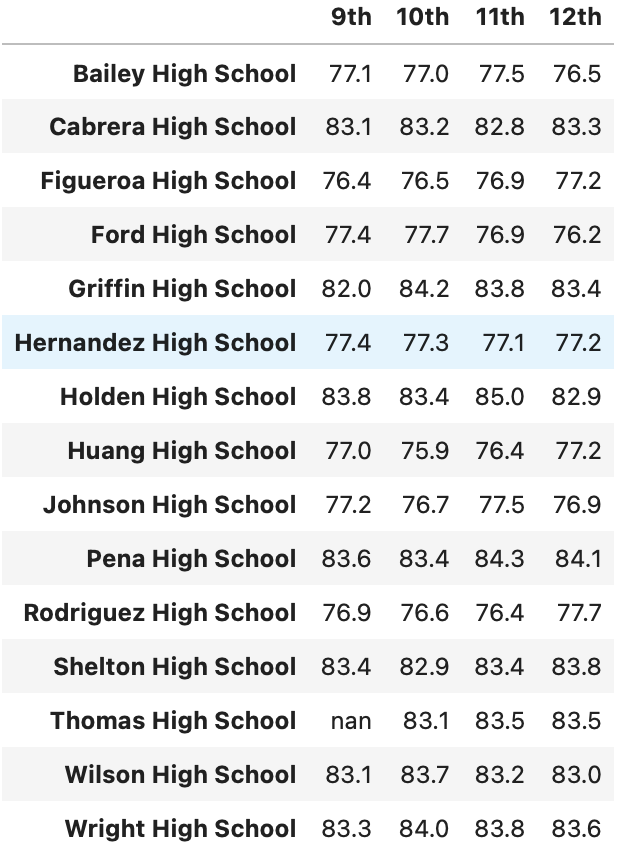 9th 10th 11th 12th
Bailey High School 77.1 77.0 77.5 76.5
Cabrera High School 83.1 83.2 82.8 83.3
Figueroa High School 76.4 76.5 76.9 77.2
Ford High School 77.4 77.7 76.9 76.2
Griffin High School 82.0 84.2 83.8 83.4
Hernandez High School 77.4 77.3 77.1 77.2
Holden High School 83.8 83.4 85.0 82.9
Huang High School 77.0 75.9 76.4 77.2
Johnson High School 77.2 76.7 77.5 76.9
Pena High School 83.6 83.4 84.3 84.1
Rodriguez High School 76.9 76.6 76.4 77.7
Shelton High School 83.4 82.9 83.4 83.8
Thomas High School nan 83.1 83.5 83.5
Wilson High School 83.1 83.7 83.2 83.0
Wright High School 83.3 84.0 83.8 83.6